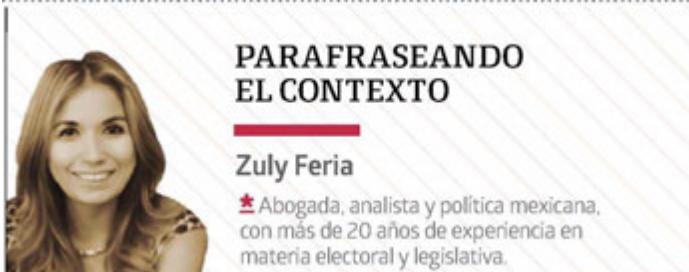 PARAFRASEANDO
EL CONTEXTO
Zuly Feria
* Abogada, analista y política mexicana,
con más de 20 años de experiencia en
materia electoral y legislativa.